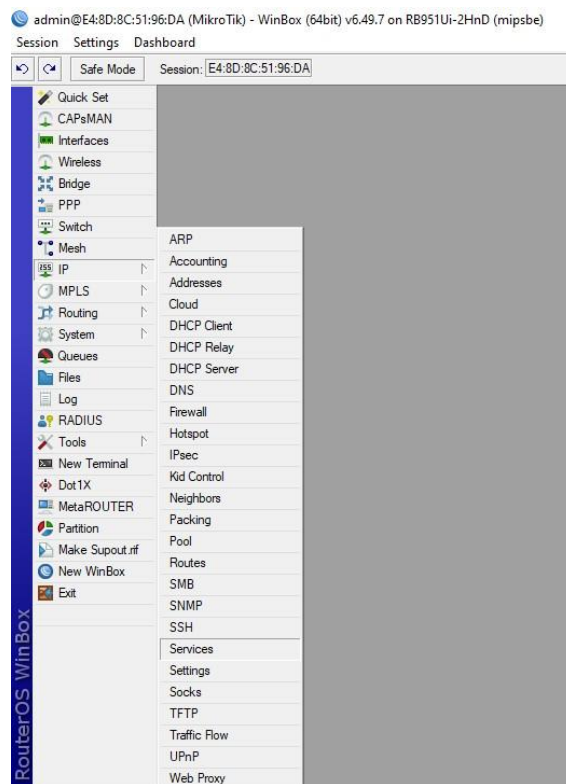 admin@E4:8D:8C:51:96:DA (MikroTik) - WinBox (64bit) v6.49.7 on RB951Ui-2HnD (mipsbe)
Session Settings Dashboard
Safe Mode Session: E4:8D:8C:51:96:DA
Quick Set
CAPsMAN
Interfaces
Wireless
Bridge
PPP
Switch
Mesh
IP
MPLS
Routing
System
Queues
Files
Log
RADIUS
Tools
New Terminal
Dot1X
MetaROUTER
Partition
Make Supout.rif
New WinBox
Exit
ARP
Accounting
Addresses
Cloud
DHCP Client
DHCP Relay
DHCP Server
DNS
Firewall
Hotspot
IPsec
Kid Control
Neighbors
Packing
Pool
Routes
SMB
SNMP
SSH
Services
Settings
Socks
TFTP
Traffic Flow
UPnP
Web Proxy
RouterOS WinBox